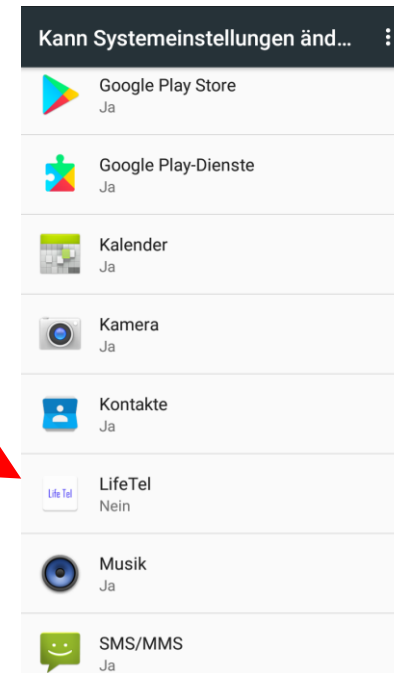 Kann Systemeinstellungen änd...
Google Play Store
Ja
Google Play-Dienste
Ja
Kalender
Ja
Kamera
Ja
Kontakte
Ja
Life Tel
LifeTel
Nein
Musik
Ja
SMS/MMS
Ja